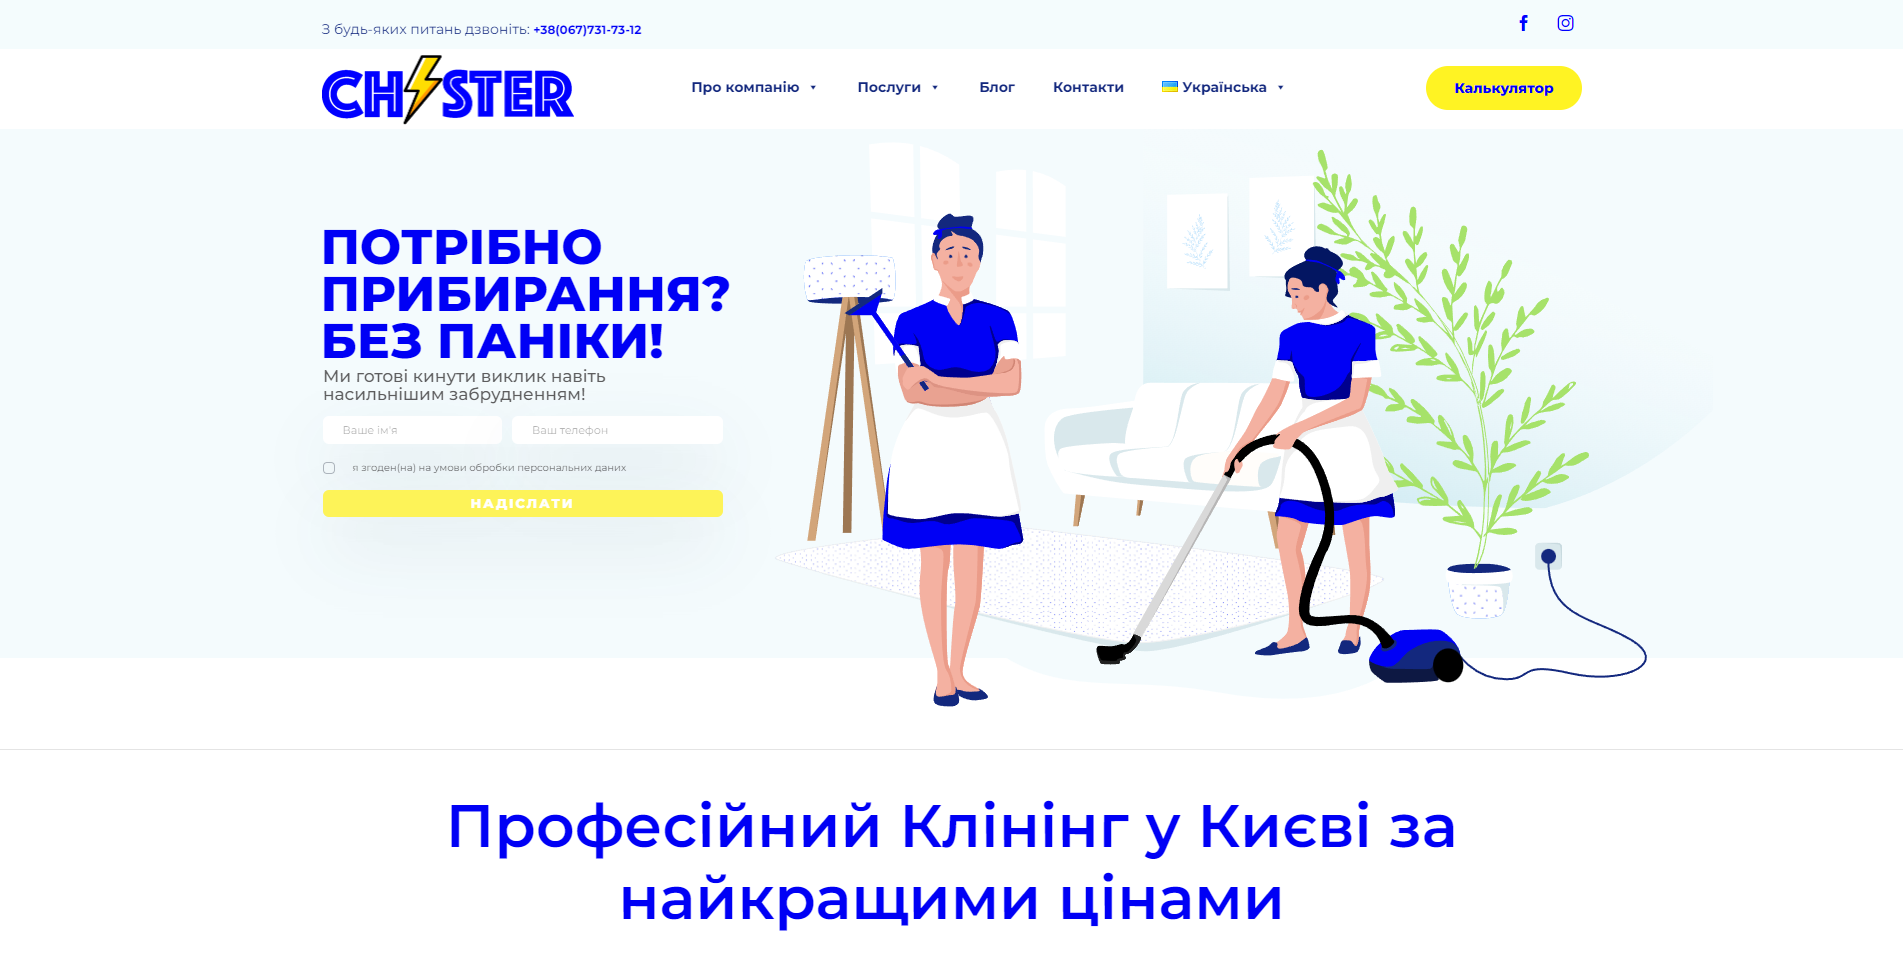 З будь-яких питань дзвоніть: +38(067)731-73-12
CHISTER
Про компанію
Послуги
Блог
Контакти
Українська
Калькулятор
ПОТРІБНО
ПРИБИРАННЯ?
БЕЗ ПАНІКИ!
Ми готові кинути виклик навіть
насильнішим забрудненням!
Ваше ім'я
Ваш телефон
я згоден(на) на умови обробки персональних даних
НАДІСЛАТИ
Професійний Клінінг у Києві за
найкращими цінами